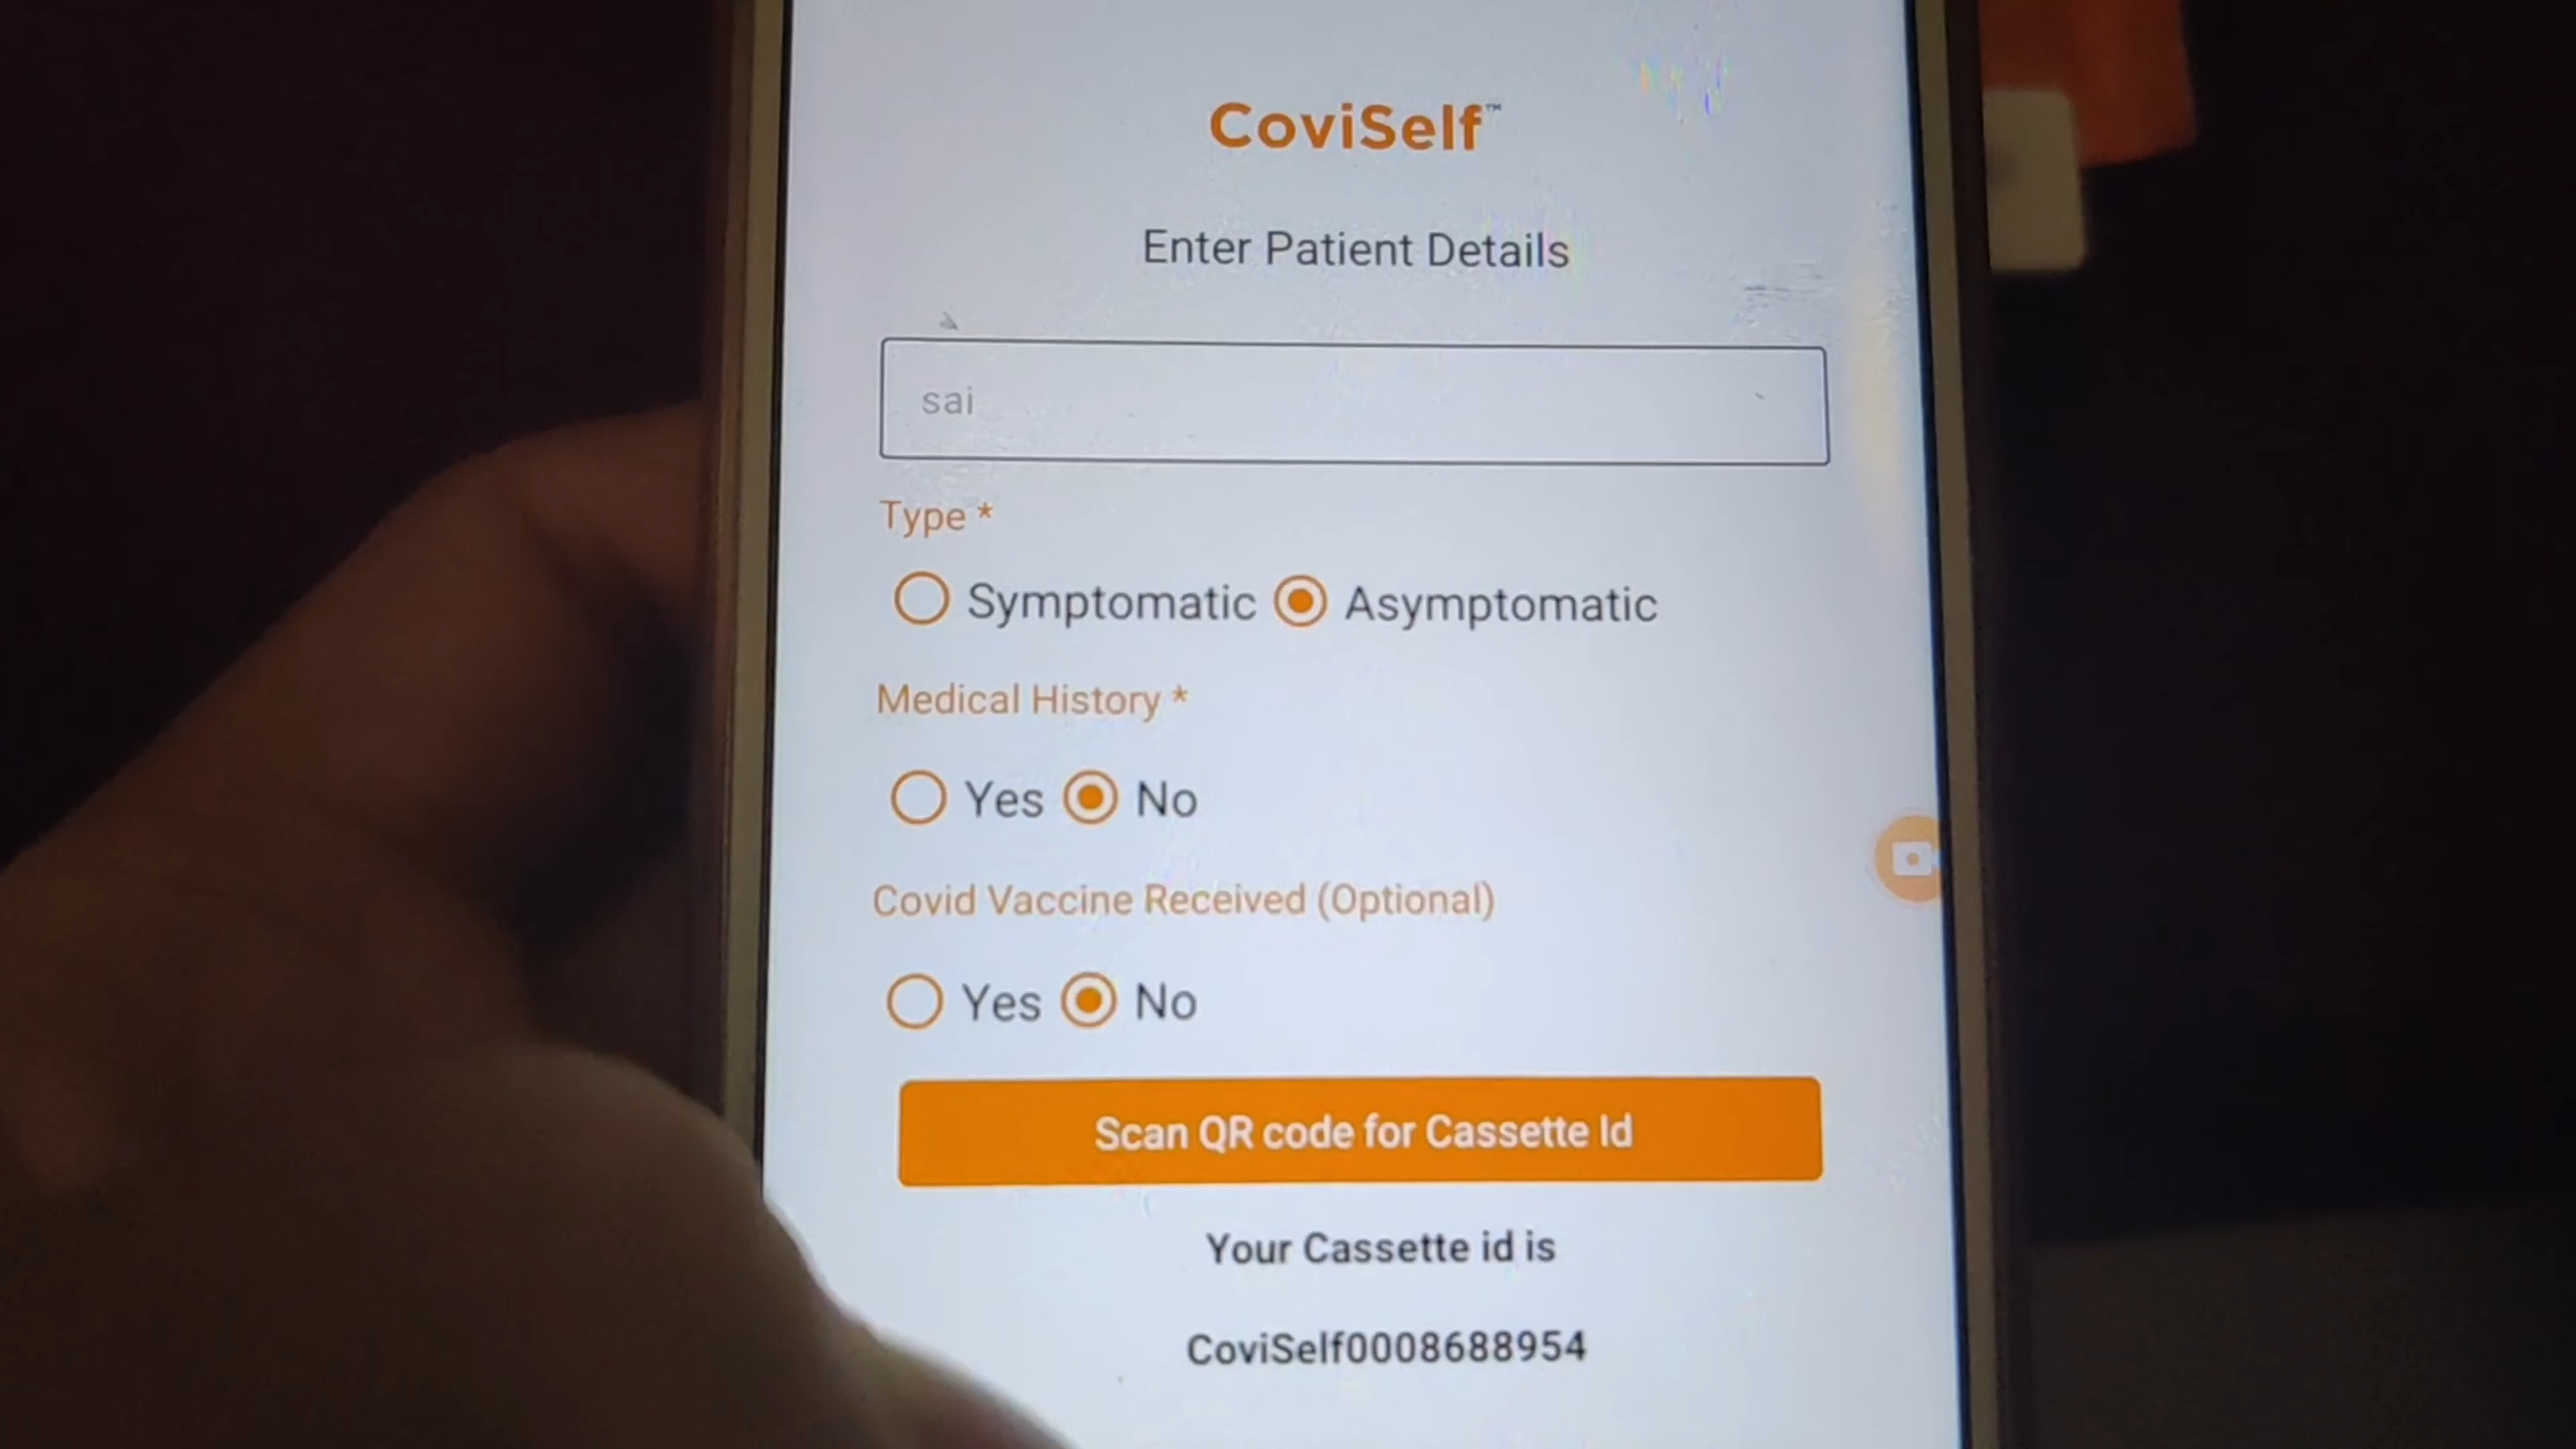 CoviSelf™
Enter Patient Details
sai
Type *
Symptomatic Asymptomatic
Medical History *
Yes No
Covid Vaccine Received (Optional)
Yes No
Scan QR code for Cassette Id
Your Cassette id is
CoviSelf0008688954